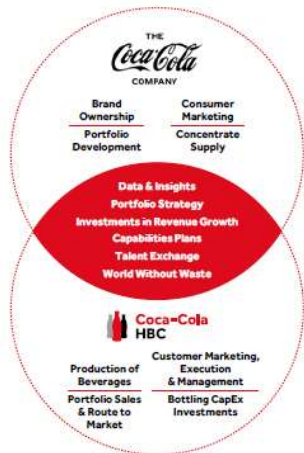 THE
Coca-Cola
COMPANY
Brand
Ownership
Consumer
Marketing
Portfolio
Development
Concentrate
Supply
Data & Insights
Portfolio Strategy
Investments in Revenue Growth
Capabilities Plans
Talent Exchange
World Without Waste
Coca-Cola
HBC
Production of
Beverages
Customer Marketing,
Execution
& Management
Portfolio Sales
& Route to
Market
Bottling CapEx
Investments